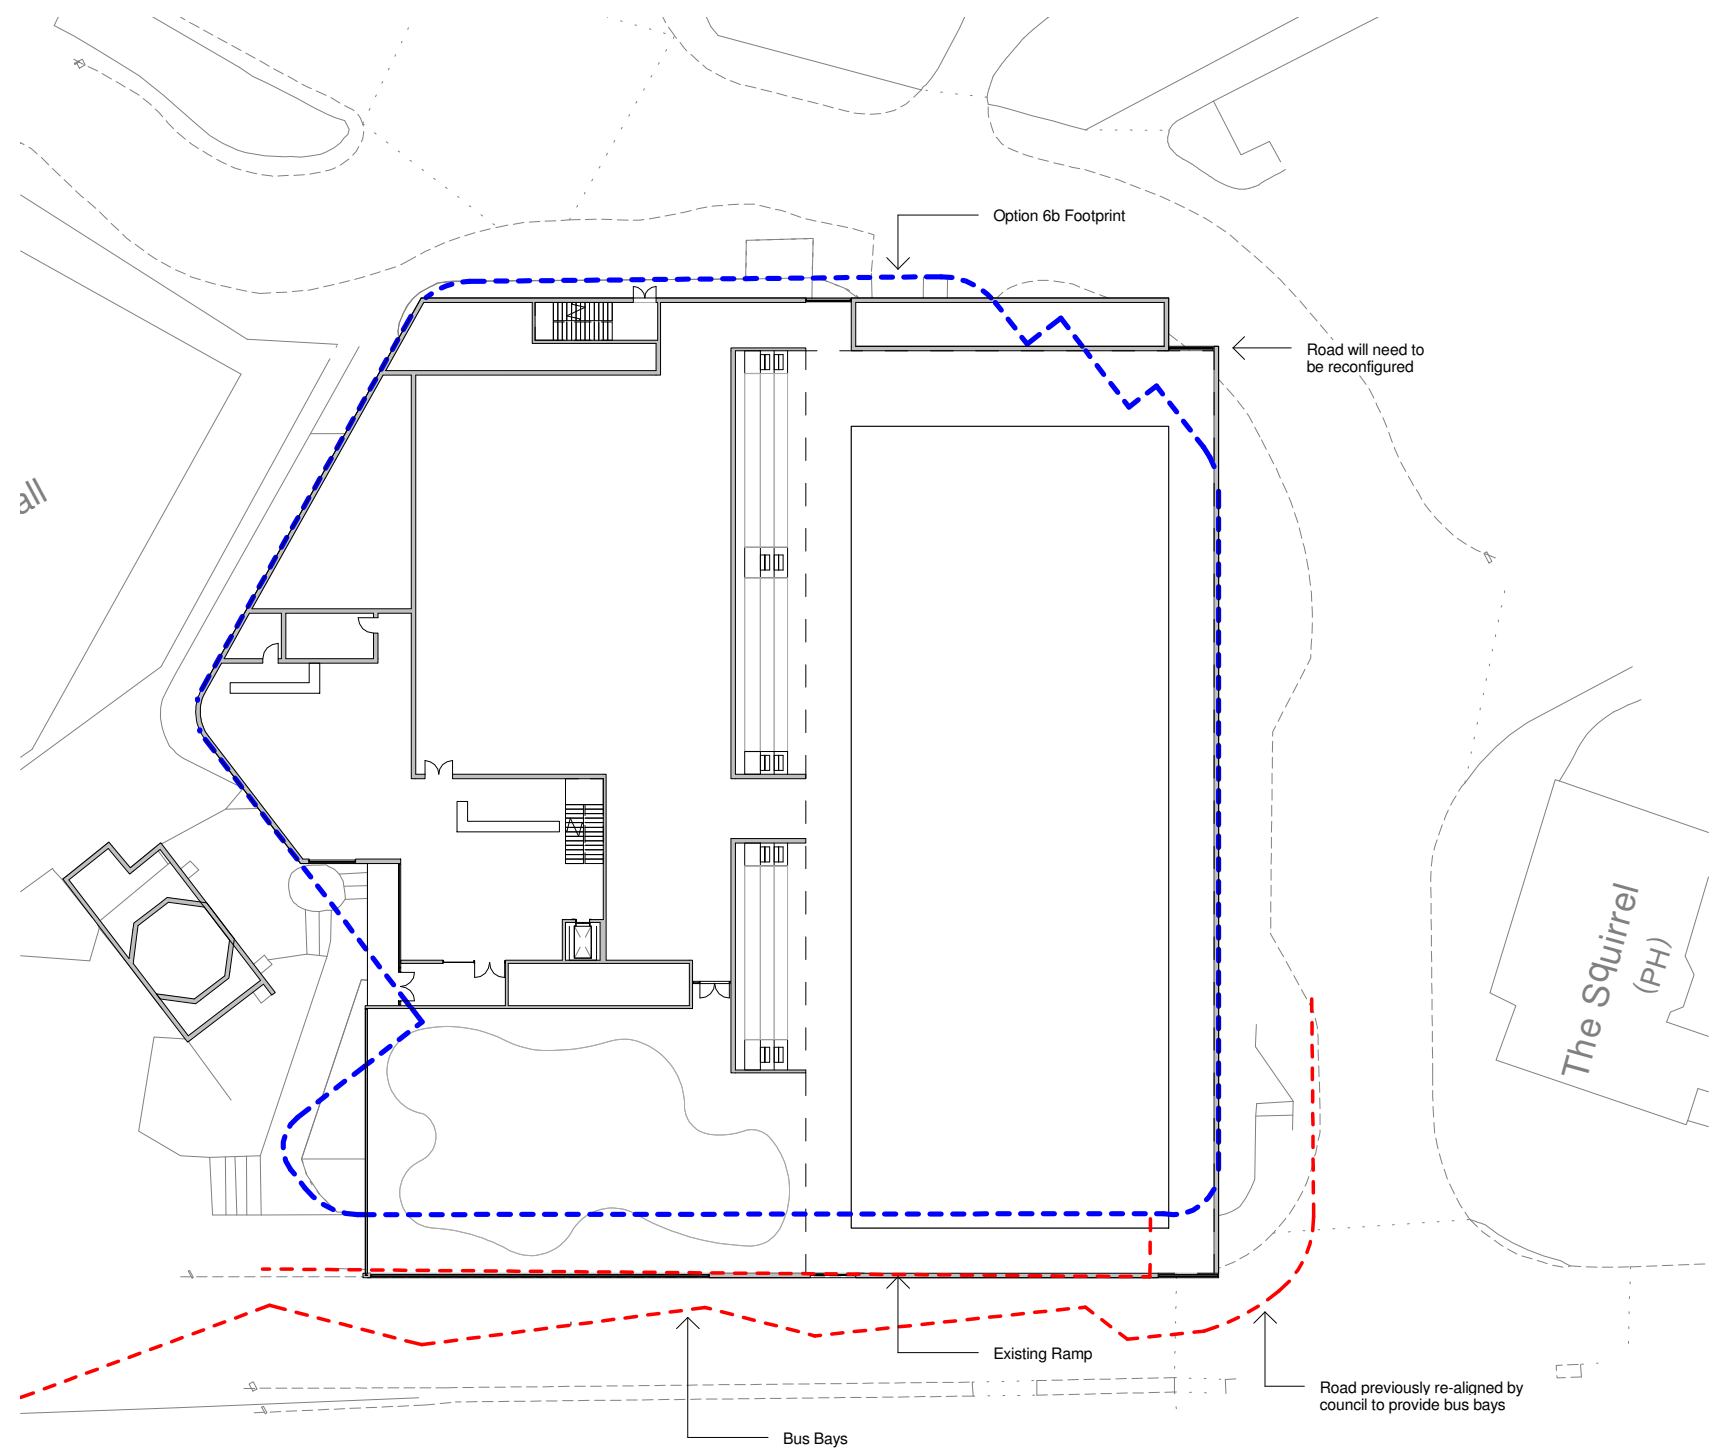 Option 6b Footprint
Road will need to
be reconfigured
all
The Squirrel
(PH)
Existing Ramp
Road previously re-aligned by
council to provide bus bays
Bus Bays